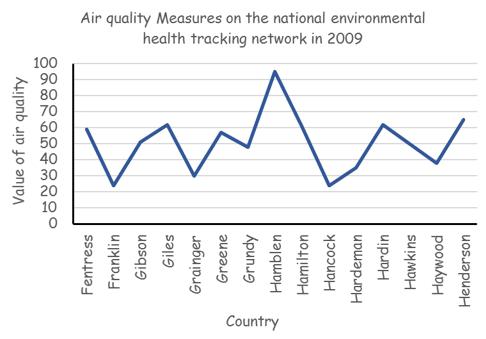 Air quality Measures on the national environmental
health tracking network in 2009
Value of air quality
100
90
80
70
60
50
40
30
20
10
0
Fentress
Franklin
Gibson
Giles
Grainger
Greene
Grundy
Hamblen
Hamilton
Hancock
Hardeman
Hardin
Hawkins
Haywood
Henderson
Country